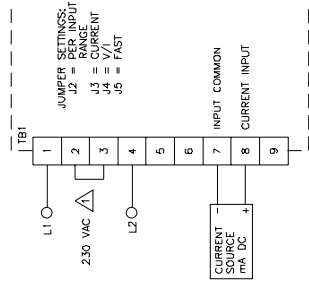 JUMPER SETTINGS:
J2 = PER INPUT
RANGE
J3 = CURRENT
J4 = V/I
J5 = FAST
INPUT COMMON
CURRENT INPUT
TB1
1
2
3
4
5
6
7
8
9
L1
230 VAC
1
L2
-
+
CURRENT
SOURCE
mA DC